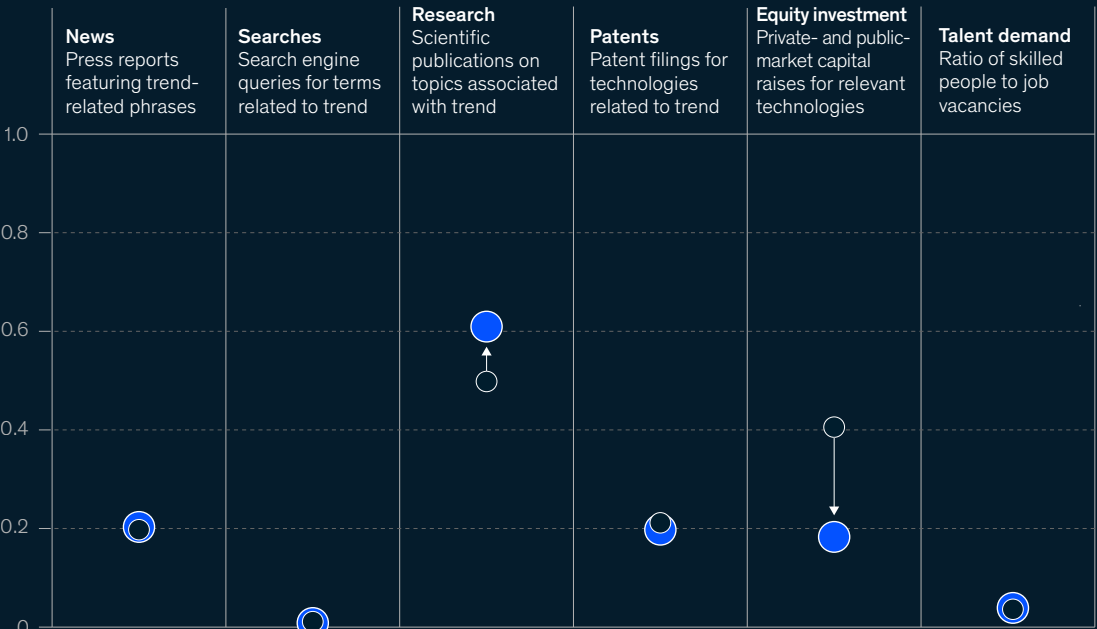 News
Press reports
featuring trend-
related phrases
Searches
Search engine
queries for terms
related to trend
Research
Scientific
publications on
topics associated
with trend
Patents
Patent filings for
technologies
related to trend
Equity investment
Private- and public-
market capital
raises for relevant
technologies
Talent demand
Ratio of skilled
people to job
vacancies
1.0
0.8
0.6
0.4
0.2
0